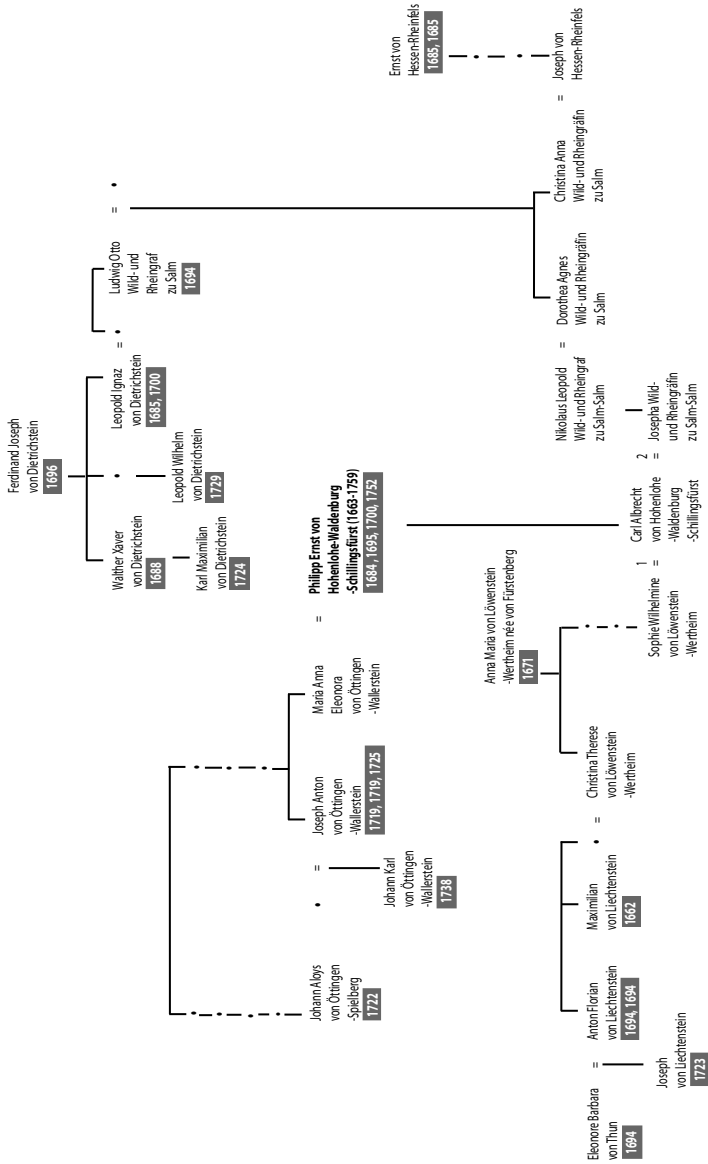 Ferdinand Joseph
von Dietrichstein
1696
Walther Xaver
von Dietrichstein
1688
•
Leopold Ignaz
von Dietrichstein
1685, 1700
=
•
Ludwig Otto
Wild- und
Rheingraf
zu Salm
1694
=
•
Karl Maximilian
von Dietrichstein
1724
Leopold Wilhelm
von Dietrichstein
1729
Ernst von
Hessen-Rheinfels
1685, 1685
Johann Aloys
von Öttingen
-Spielberg
1722
•
=
Joseph Anton
von Öttingen
-Wallerstein
1719, 1719, 1725
Maria Anna
Eleonora
von Öttingen
-Wallerstein
=
Philipp Ernst von
Hohenlohe-Waldenburg
-Schillingsfürst (1663-1759)
1684, 1695, 1700, 1752
Johann Karl
von Öttingen
-Wallerstein
1738
Nikolaus Leopold
Wild- und Rheingraf
zu Salm-Salm
=
Dorothea Agnes
Wild- und Rheingräfin
zu Salm
Christina Anna
Wild- und Rheingräfin
zu Salm
=
Joseph von
Hessen-Rheinfels
Anna Maria von Löwenstein
-Wertheim née von Fürstenberg
1671
Eleonore Barbara
von Thun
1694
=
Anton Florian
von Liechtenstein
1694, 1694
Maximilian
von Liechtenstein
1662
•
=
Christina Therese
von Löwenstein
-Wertheim
Sophie Wilhelmine
von Löwenstein
-Wertheim
1
=
Carl Albrecht
von Hohenlohe
-Waldenburg
-Schillingsfürst
2
=
Josepha Wild-
und Rheingräfin
zu Salm-Salm
Joseph
von Liechtenstein
1723